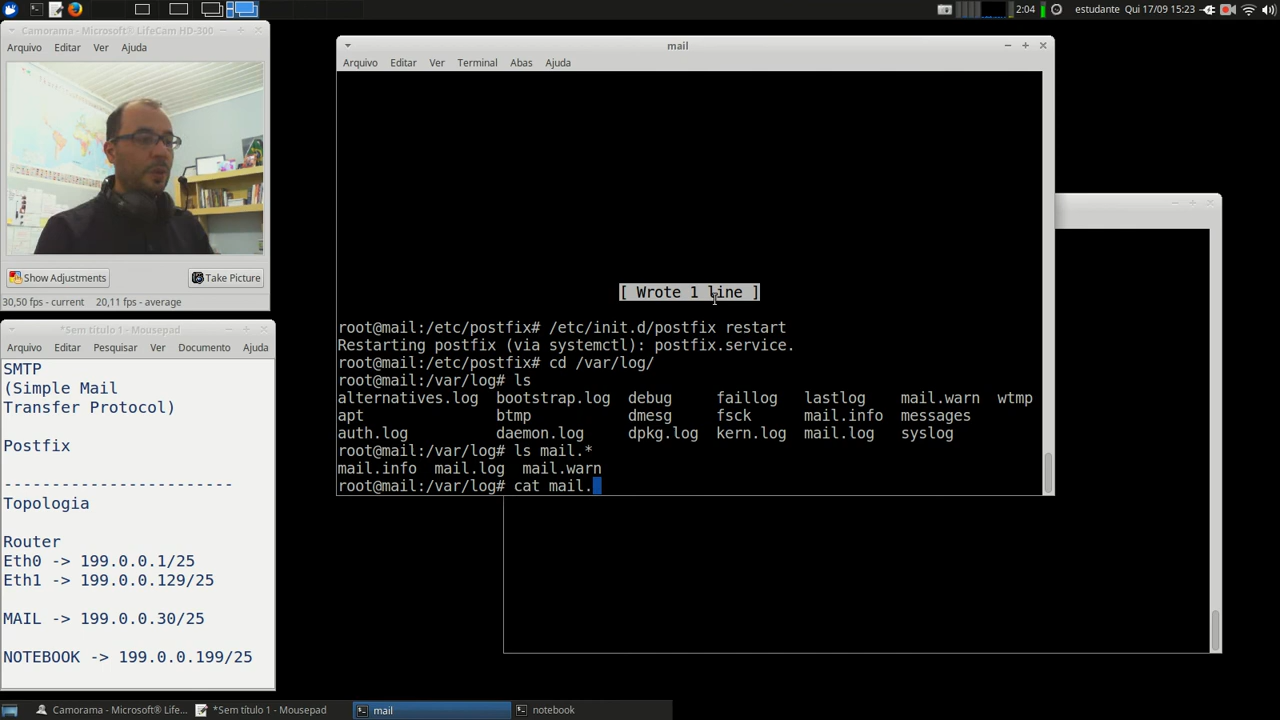 estudante Qui 17/09 15:23
2:04
Camorama - Microsoft® LifeCam HD-300
Arquivo Editar Ver Ajuda
Show Adjustments Take Picture
30,50 fps - current 20,11 fps - average
*Sem título 1 - Mousepad
Arquivo Editar Pesquisar Ver Documento Ajuda
SMTP
(Simple Mail
Transfer Protocol)
Postfix
------------------------
Topologia
Router
Eth0 -> 199.0.0.1/25
Eth1 -> 199.0.0.129/25
MAIL -> 199.0.0.30/25
NOTEBOOK -> 199.0.0.199/25
mail
Arquivo Editar Ver Terminal Abas Ajuda
[ Wrote 1 line ]
root@mail:/etc/postfix# /etc/init.d/postfix restart
Restarting postfix (via systemctl): postfix.service.
root@mail:/etc/postfix# cd /var/log/
root@mail:/var/log# ls
alternatives.log bootstrap.log debug faillog lastlog mail.warn wtmp
apt btmp dmesg fsck mail.info messages
auth.log daemon.log dpkg.log kern.log mail.log syslog
root@mail:/var/log# ls mail.*
mail.info mail.log mail.warn
root@mail:/var/log# cat mail.
Camorama - Microsoft® LifeC...
*Sem título 1 - Mousepad
mail
notebook